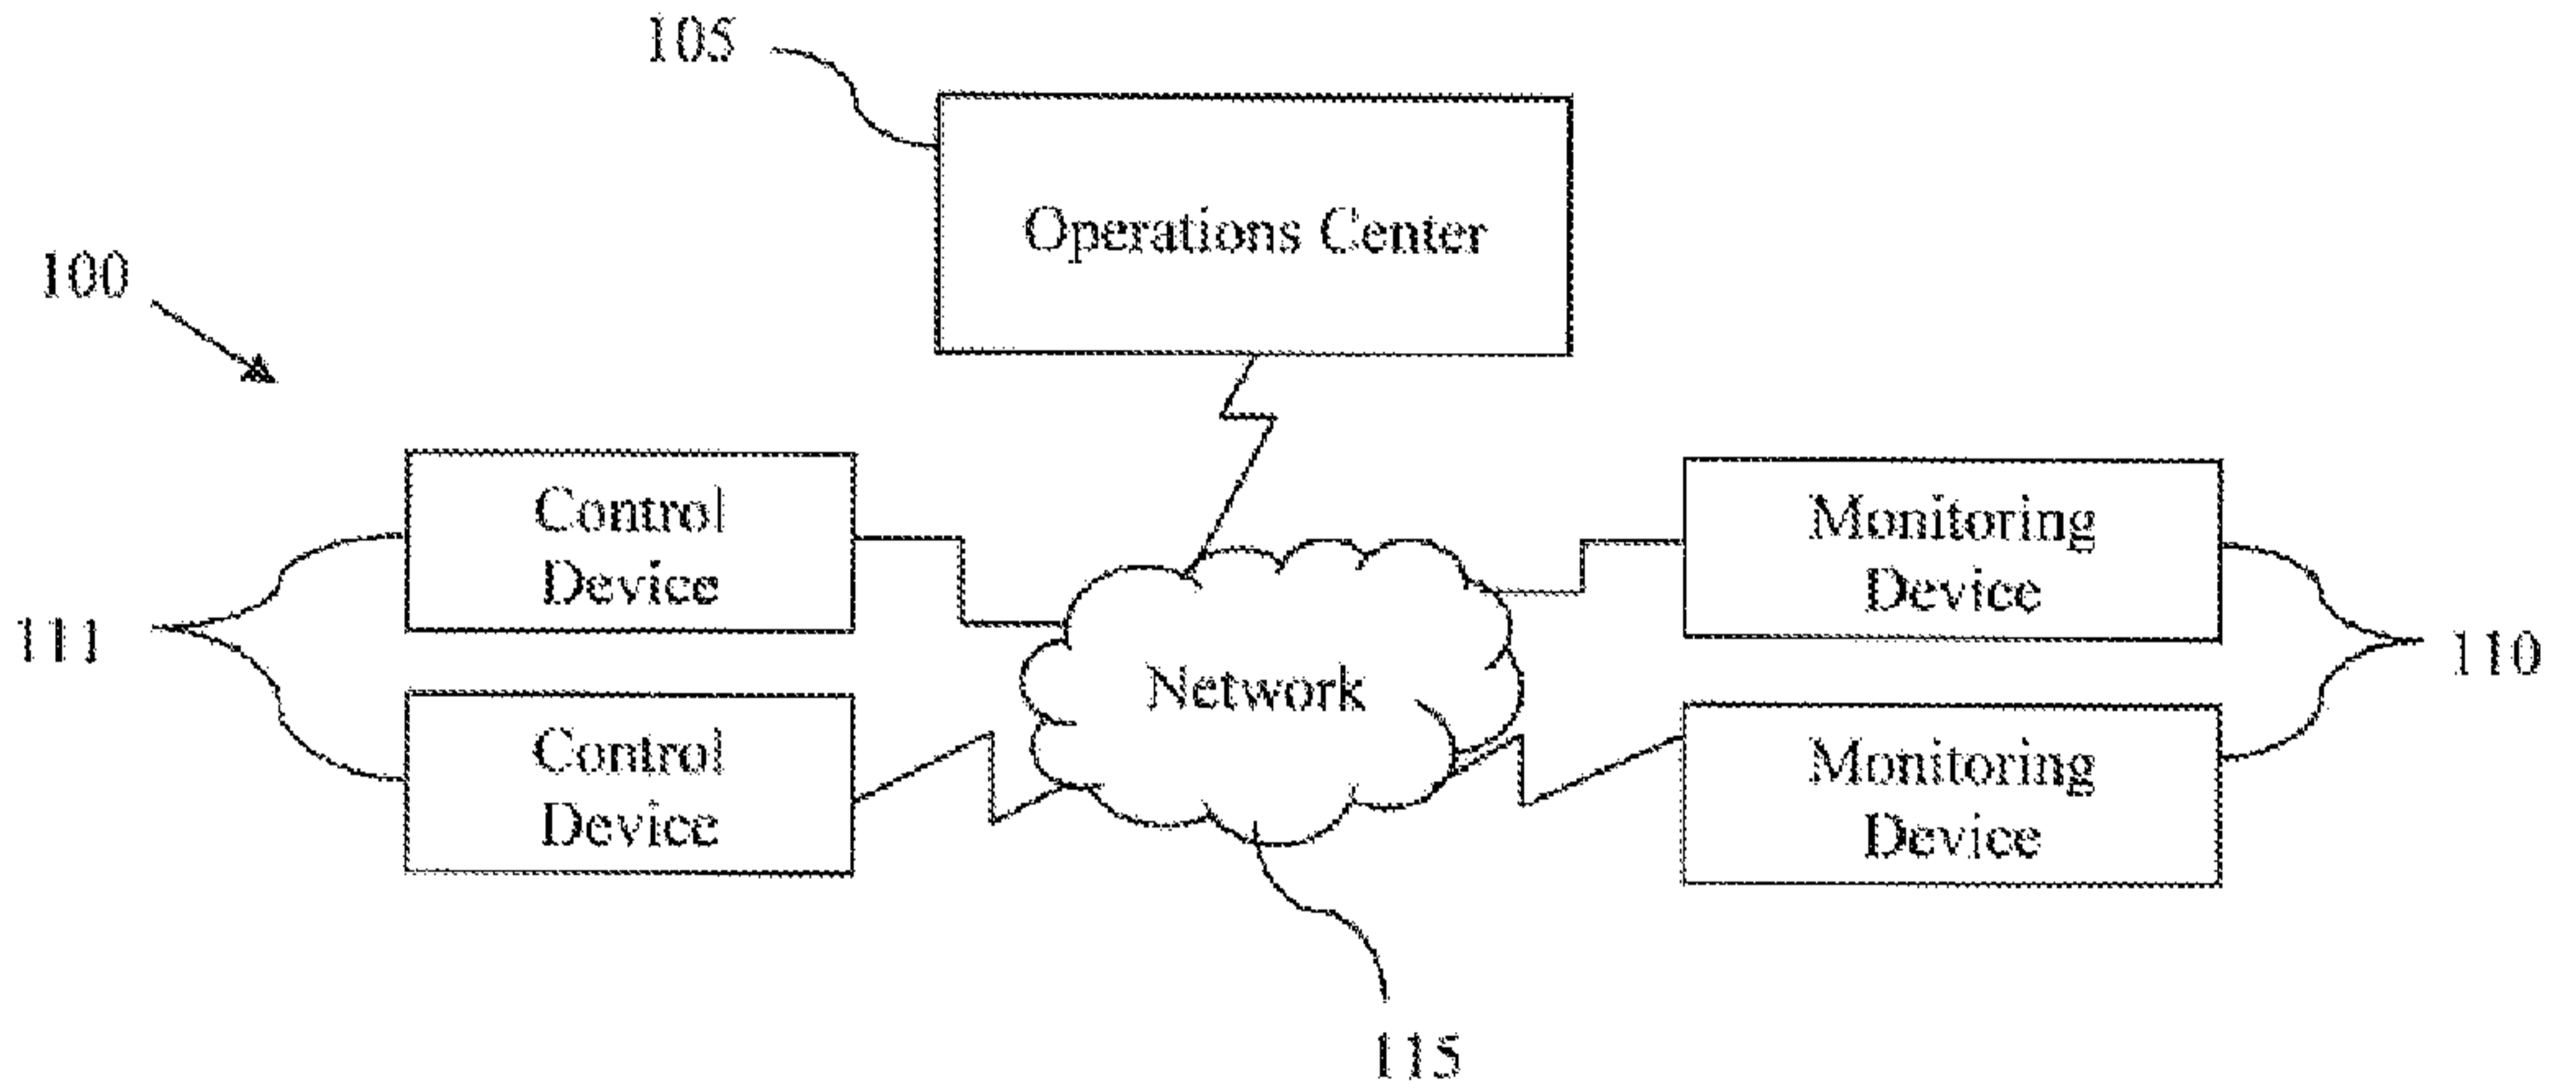 105
Operations Center
100
Control
Device
Monitoring
Device
111
Network
110
Control
Device
Monitoring
Device
115